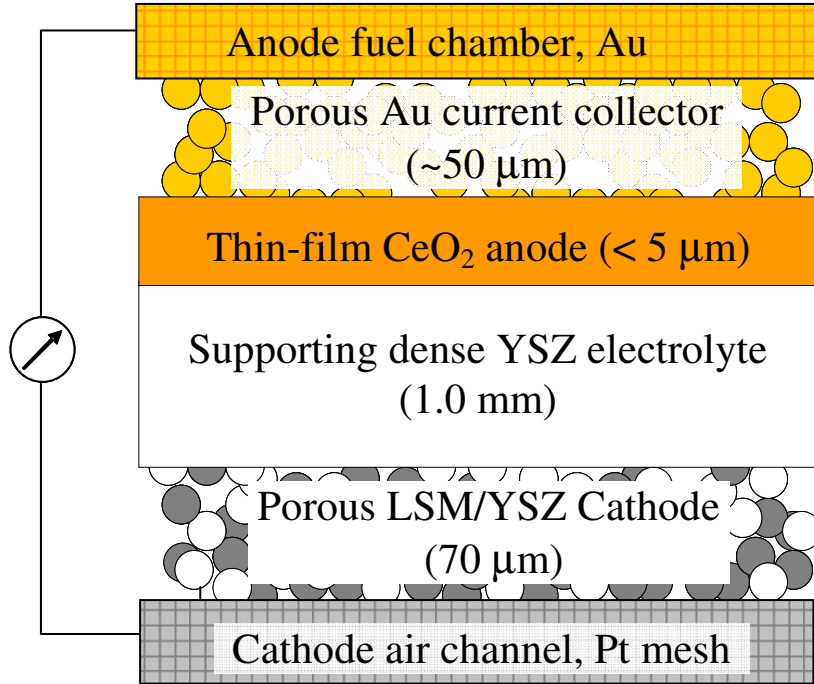 Anode fuel chamber, Au
Porous Au current collector
(~50 μm)
Thin-film CeO₂ anode (< 5 μm)
Supporting dense YSZ electrolyte
(1.0 mm)
Porous LSM/YSZ Cathode
(70 μm)
Cathode air channel, Pt mesh